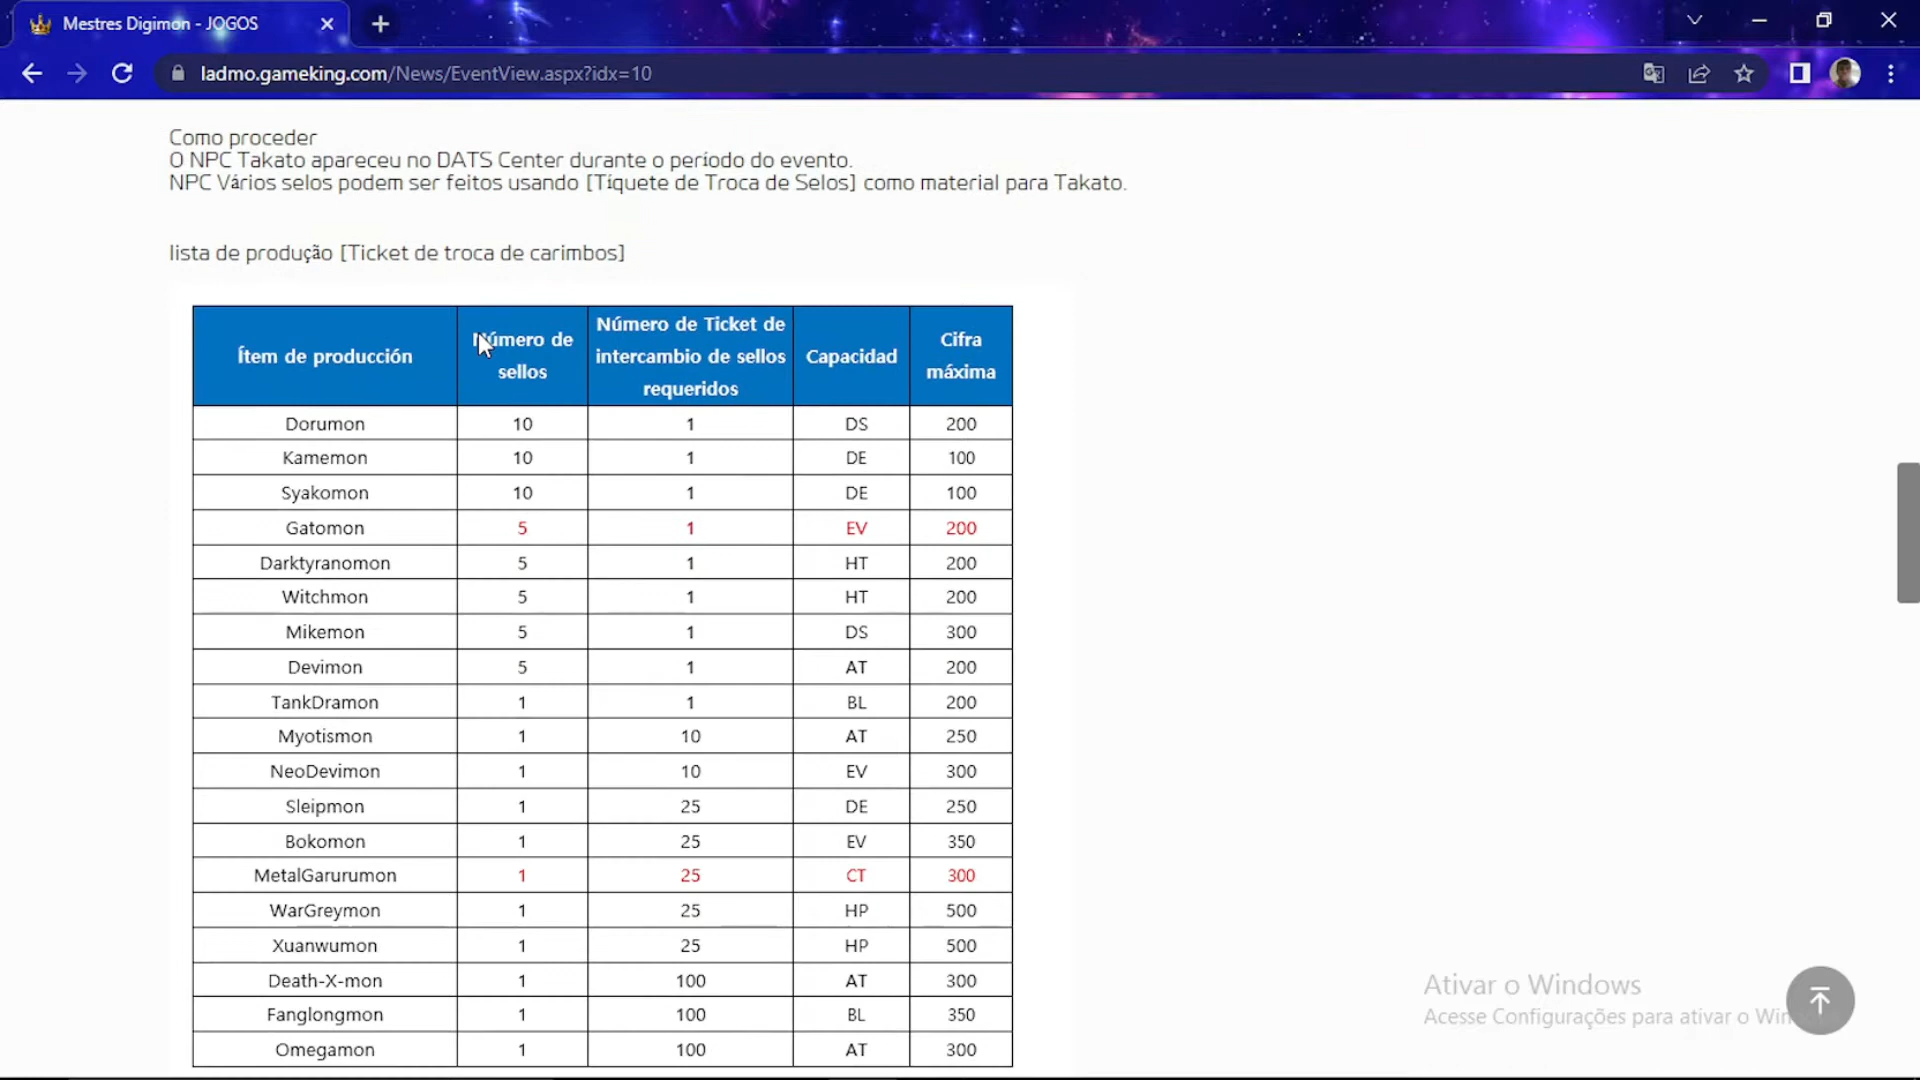 Mestres Digimon - JOGOS
ladmo.gameking.com/News/EventView.aspx?idx=10
Como proceder
O NPC Takato apareceu no DATS Center durante o período do evento.
NPC Vários selos podem ser feitos usando [Tíquete de Troca de Selos] como material para Takato.
lista de produção [Ticket de troca de carimbos]
Ítem de producción Número de sellos Número de Ticket de intercambio de sellos requeridos Capacidad Cifra máxima
Dorumon 10 1 DS 200
Kamemon 10 1 DE 100
Syakomon 10 1 DE 100
Gatomon 5 1 EV 200
Darktyranomon 5 1 HT 200
Witchmon 5 1 HT 200
Mikemon 5 1 DS 300
Devimon 5 1 AT 200
TankDramon 1 1 BL 200
Myotismon 1 10 AT 250
NeoDevimon 1 10 EV 300
Sleipmon 1 25 DE 250
Bokomon 1 25 EV 350
MetalGarurumon 1 25 CT 300
WarGreymon 1 25 HP 500
Xuanwumon 1 25 HP 500
Death-X-mon 1 100 AT 300
Fanglongmon 1 100 BL 350
Omegamon 1 100 AT 300
Ativar o Windows
Acesse Configurações para ativar o Win